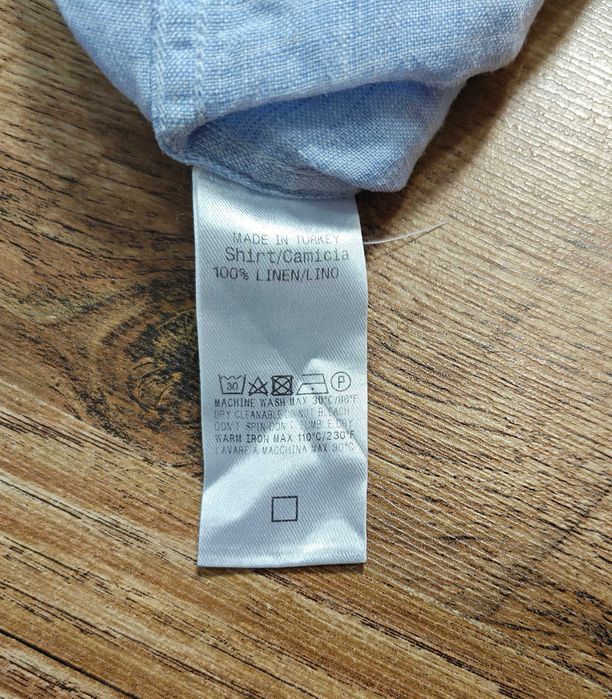 MADE IN TURKEY
Shirt/Camicia
100% LINEN/LINO
30 P
MACHINE WASH MAX 30°C/86°F
DRY CLEANABLE-DO NOT BLEACH
DON'T SPIN-DON'T TUMBLE DRY
WARM IRON MAX 110°C/230°F
LAVARE A MACCHINA MAX 30°C